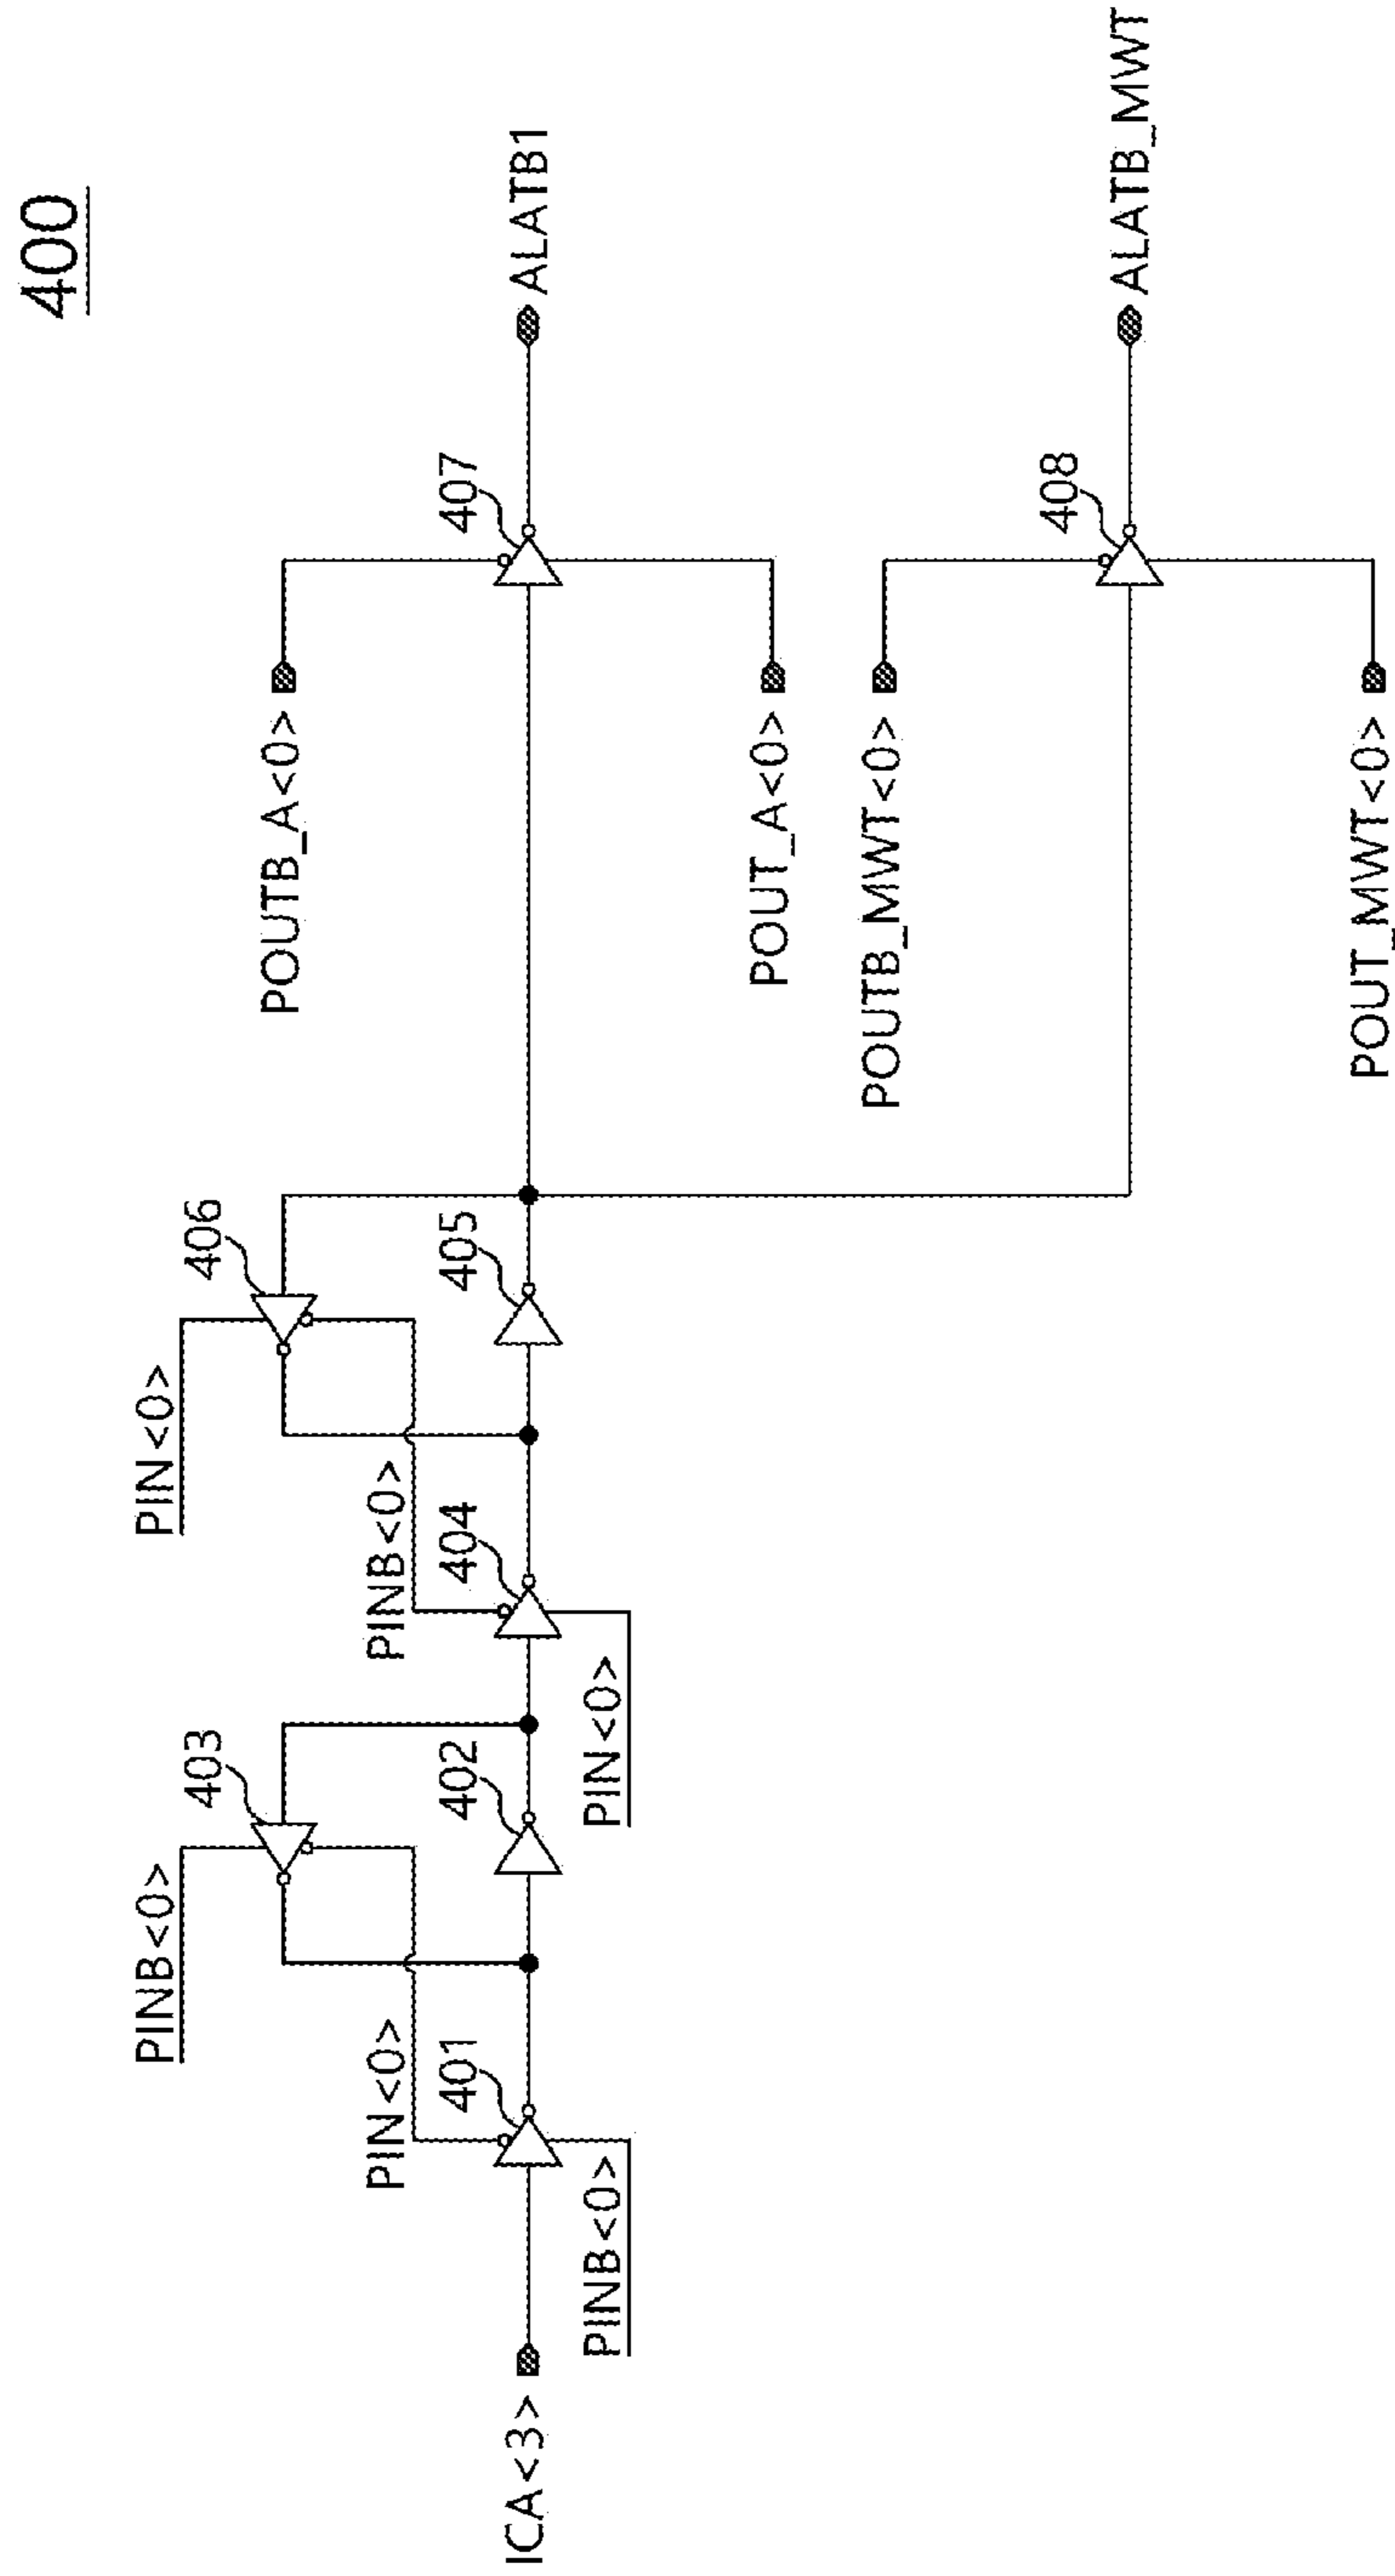 400
PINB<0>
403
PIN<0>
406
PIN<0>
401
402
PINB<0>
404
405
ICA<3>
PINB<0>
PIN<0>
POUTB_A<0>
407
ALATB1
POUT_A<0>
POUTB_MWT<0>
408
ALATB_MWT
POUT_MWT<0>